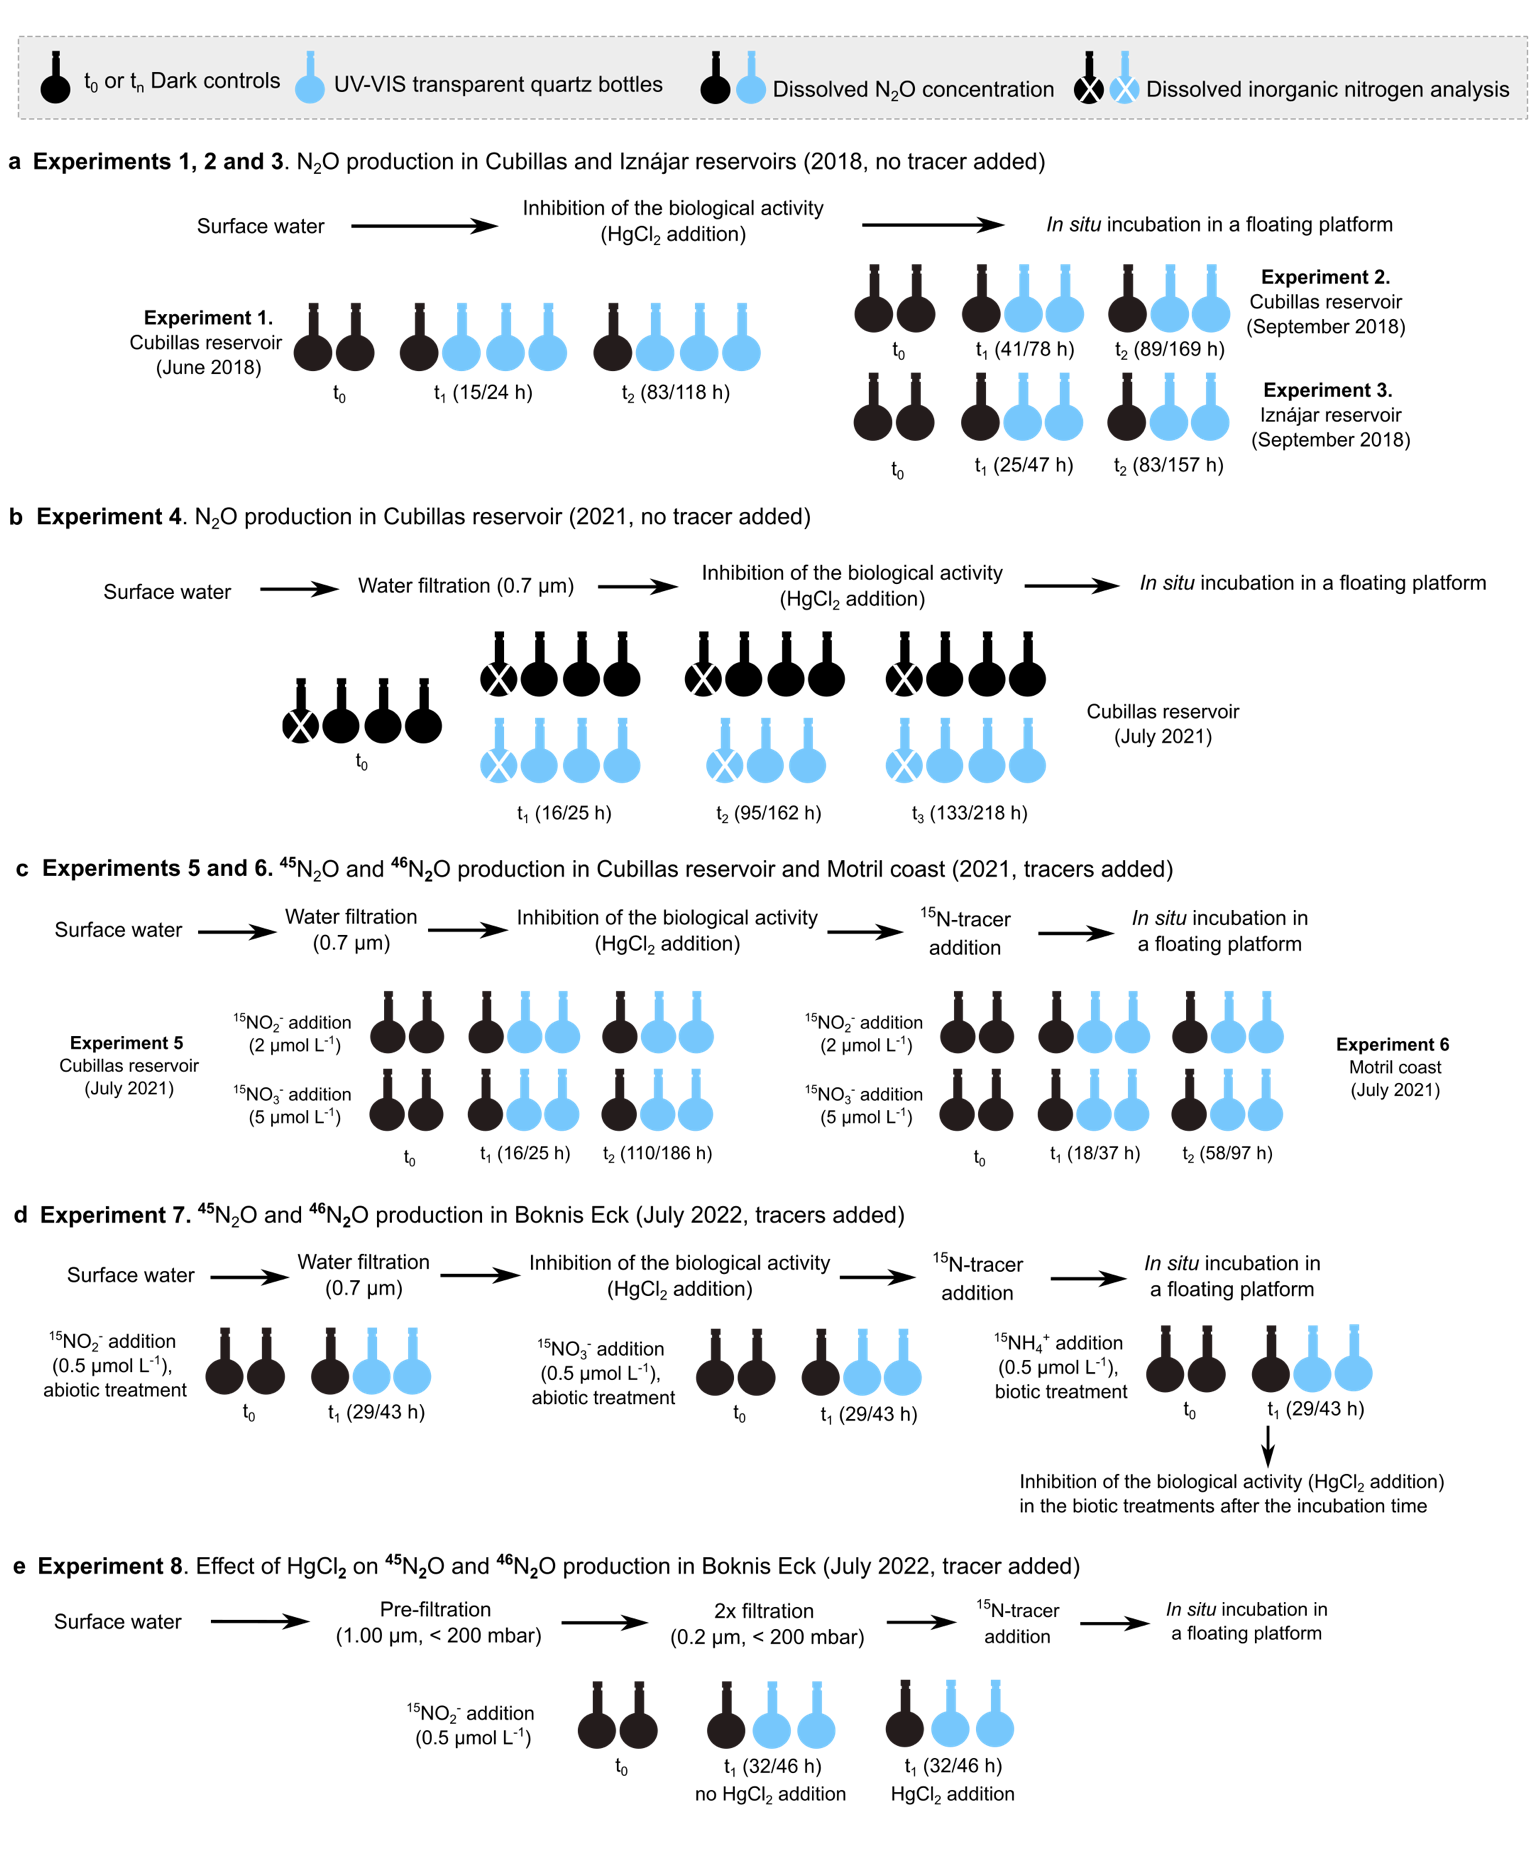 t0 or tn Dark controls
UV-VIS transparent quartz bottles
Dissolved N2O concentration
Dissolved inorganic nitrogen analysis
a Experiments 1, 2 and 3. N2O production in Cubillas and Iznájar reservoirs (2018, no tracer added)
Surface water
Inhibition of the biological activity
(HgCl2 addition)
In situ incubation in a floating platform
Experiment 1.
Cubillas reservoir
(June 2018)
t0
t1 (15/24 h)
t2 (83/118 h)
Experiment 2.
Cubillas reservoir
(September 2018)
t0
t1 (41/78 h)
t2 (89/169 h)
Experiment 3.
Iznájar reservoir
(September 2018)
t0
t1 (25/47 h)
t2 (83/157 h)
b Experiment 4. N2O production in Cubillas reservoir (2021, no tracer added)
Surface water
Water filtration (0.7 µm)
Inhibition of the biological activity
(HgCl2 addition)
In situ incubation in a floating platform
t0
t1 (16/25 h)
t2 (95/162 h)
t3 (133/218 h)
Cubillas reservoir
(July 2021)
c Experiments 5 and 6. 45N2O and 46N2O production in Cubillas reservoir and Motril coast (2021, tracers added)
Surface water
Water filtration
(0.7 µm)
Inhibition of the biological activity
(HgCl2 addition)
15N-tracer
addition
In situ incubation in
a floating platform
Experiment 5
Cubillas reservoir
(July 2021)
15NO2- addition
(2 µmol L-1)
15NO3- addition
(5 µmol L-1)
t0
t1 (16/25 h)
t2 (110/186 h)
15NO2- addition
(2 µmol L-1)
15NO3- addition
(5 µmol L-1)
t0
t1 (18/37 h)
t2 (58/97 h)
Experiment 6
Motril coast
(July 2021)
d Experiment 7. 45N2O and 46N2O production in Boknis Eck (July 2022, tracers added)
Surface water
Water filtration
(0.7 µm)
Inhibition of the biological activity
(HgCl2 addition)
15N-tracer
addition
In situ incubation in
a floating platform
15NO2- addition
(0.5 µmol L-1),
abiotic treatment
t0
t1 (29/43 h)
15NO3- addition
(0.5 µmol L-1),
abiotic treatment
t0
t1 (29/43 h)
15NH4+ addition
(0.5 µmol L-1),
biotic treatment
t0
t1 (29/43 h)
Inhibition of the biological activity (HgCl2 addition)
in the biotic treatments after the incubation time
e Experiment 8. Effect of HgCl2 on 45N2O and 46N2O production in Boknis Eck (July 2022, tracer added)
Surface water
Pre-filtration
(1.00 µm, < 200 mbar)
2x filtration
(0.2 µm, < 200 mbar)
15N-tracer
addition
In situ incubation in
a floating platform
15NO2- addition
(0.5 µmol L-1)
t0
t1 (32/46 h)
no HgCl2 addition
t1 (32/46 h)
HgCl2 addition